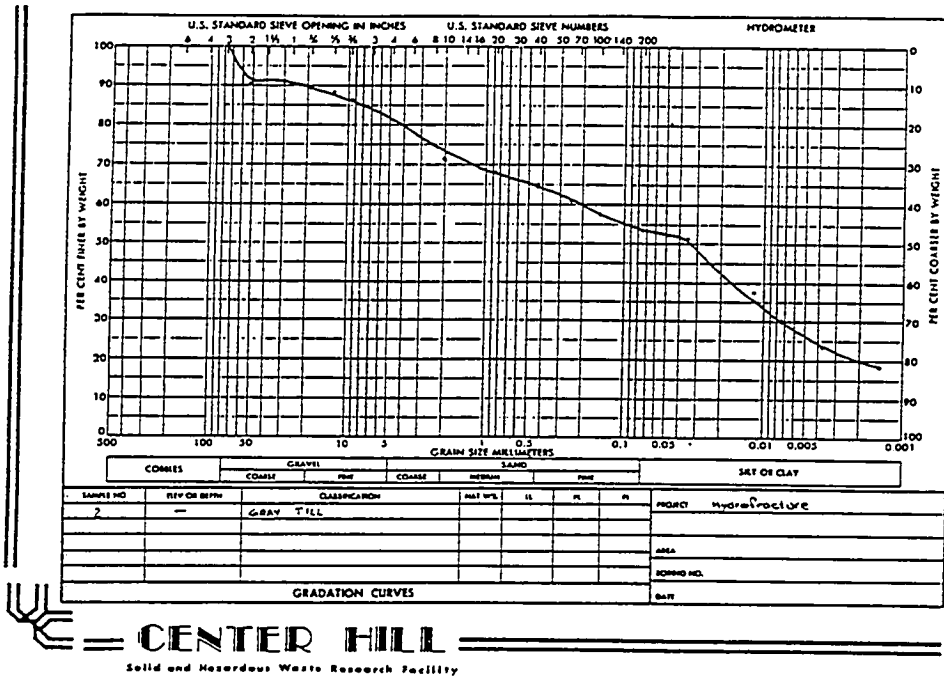 U.S. STANDARD SIEVE OPENING IN INCHES U.S. STANDARD SIEVE NUMBERS HYDROMETER
6 4 3 2 1½ 1 ¾ ½ ⅜ 3 4 6 8 10 14 16 20 30 40 50 70 100 140 200
PER CENT FINER BY WEIGHT
100
90
80
70
60
50
40
30
20
10
0
PER CENT COARSER BY WEIGHT
0
10
20
30
40
50
60
70
80
90
100
500 100 50 10 5 1 0.5 0.1 0.05 0.01 0.005 0.001
GRAIN SIZE MILLIMETERS
COBBLES GRAVEL SAND SILT OR CLAY
COARSE FINE COARSE MEDIUM FINE
SAMPLE NO ELEV OR DEPTH CLASSIFICATION NAT W% LL PL PI PROJECT Hydrofracture
2 — GRAY TILL
AREA
BORING NO.
GRADATION CURVES DATE
CENTER HILL
Solid and Hazardous Waste Research Facility